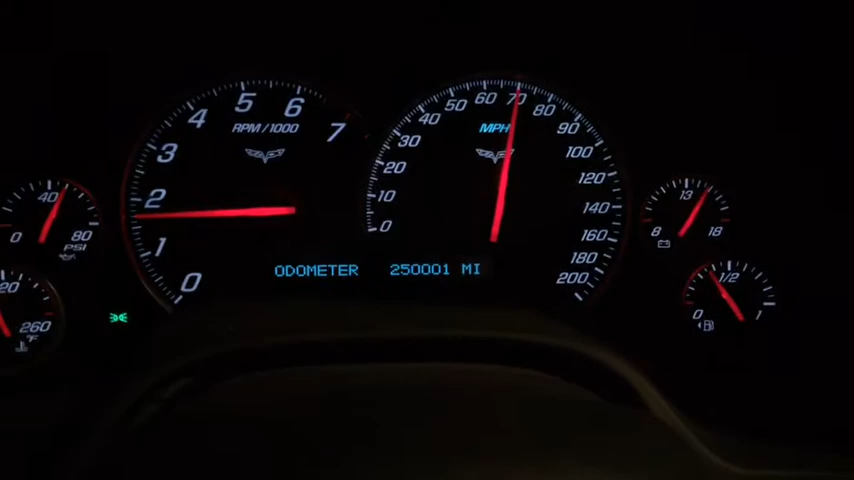 0 1 2 3 4 5 6 7
RPM/1000
0 10 20 30 40 50 60 70 80 90 100 120 140 160 180 200
MPH
0 40 80
PSI
260
°F
8 13 18
0 1/2 1
ODOMETER 250001 MI